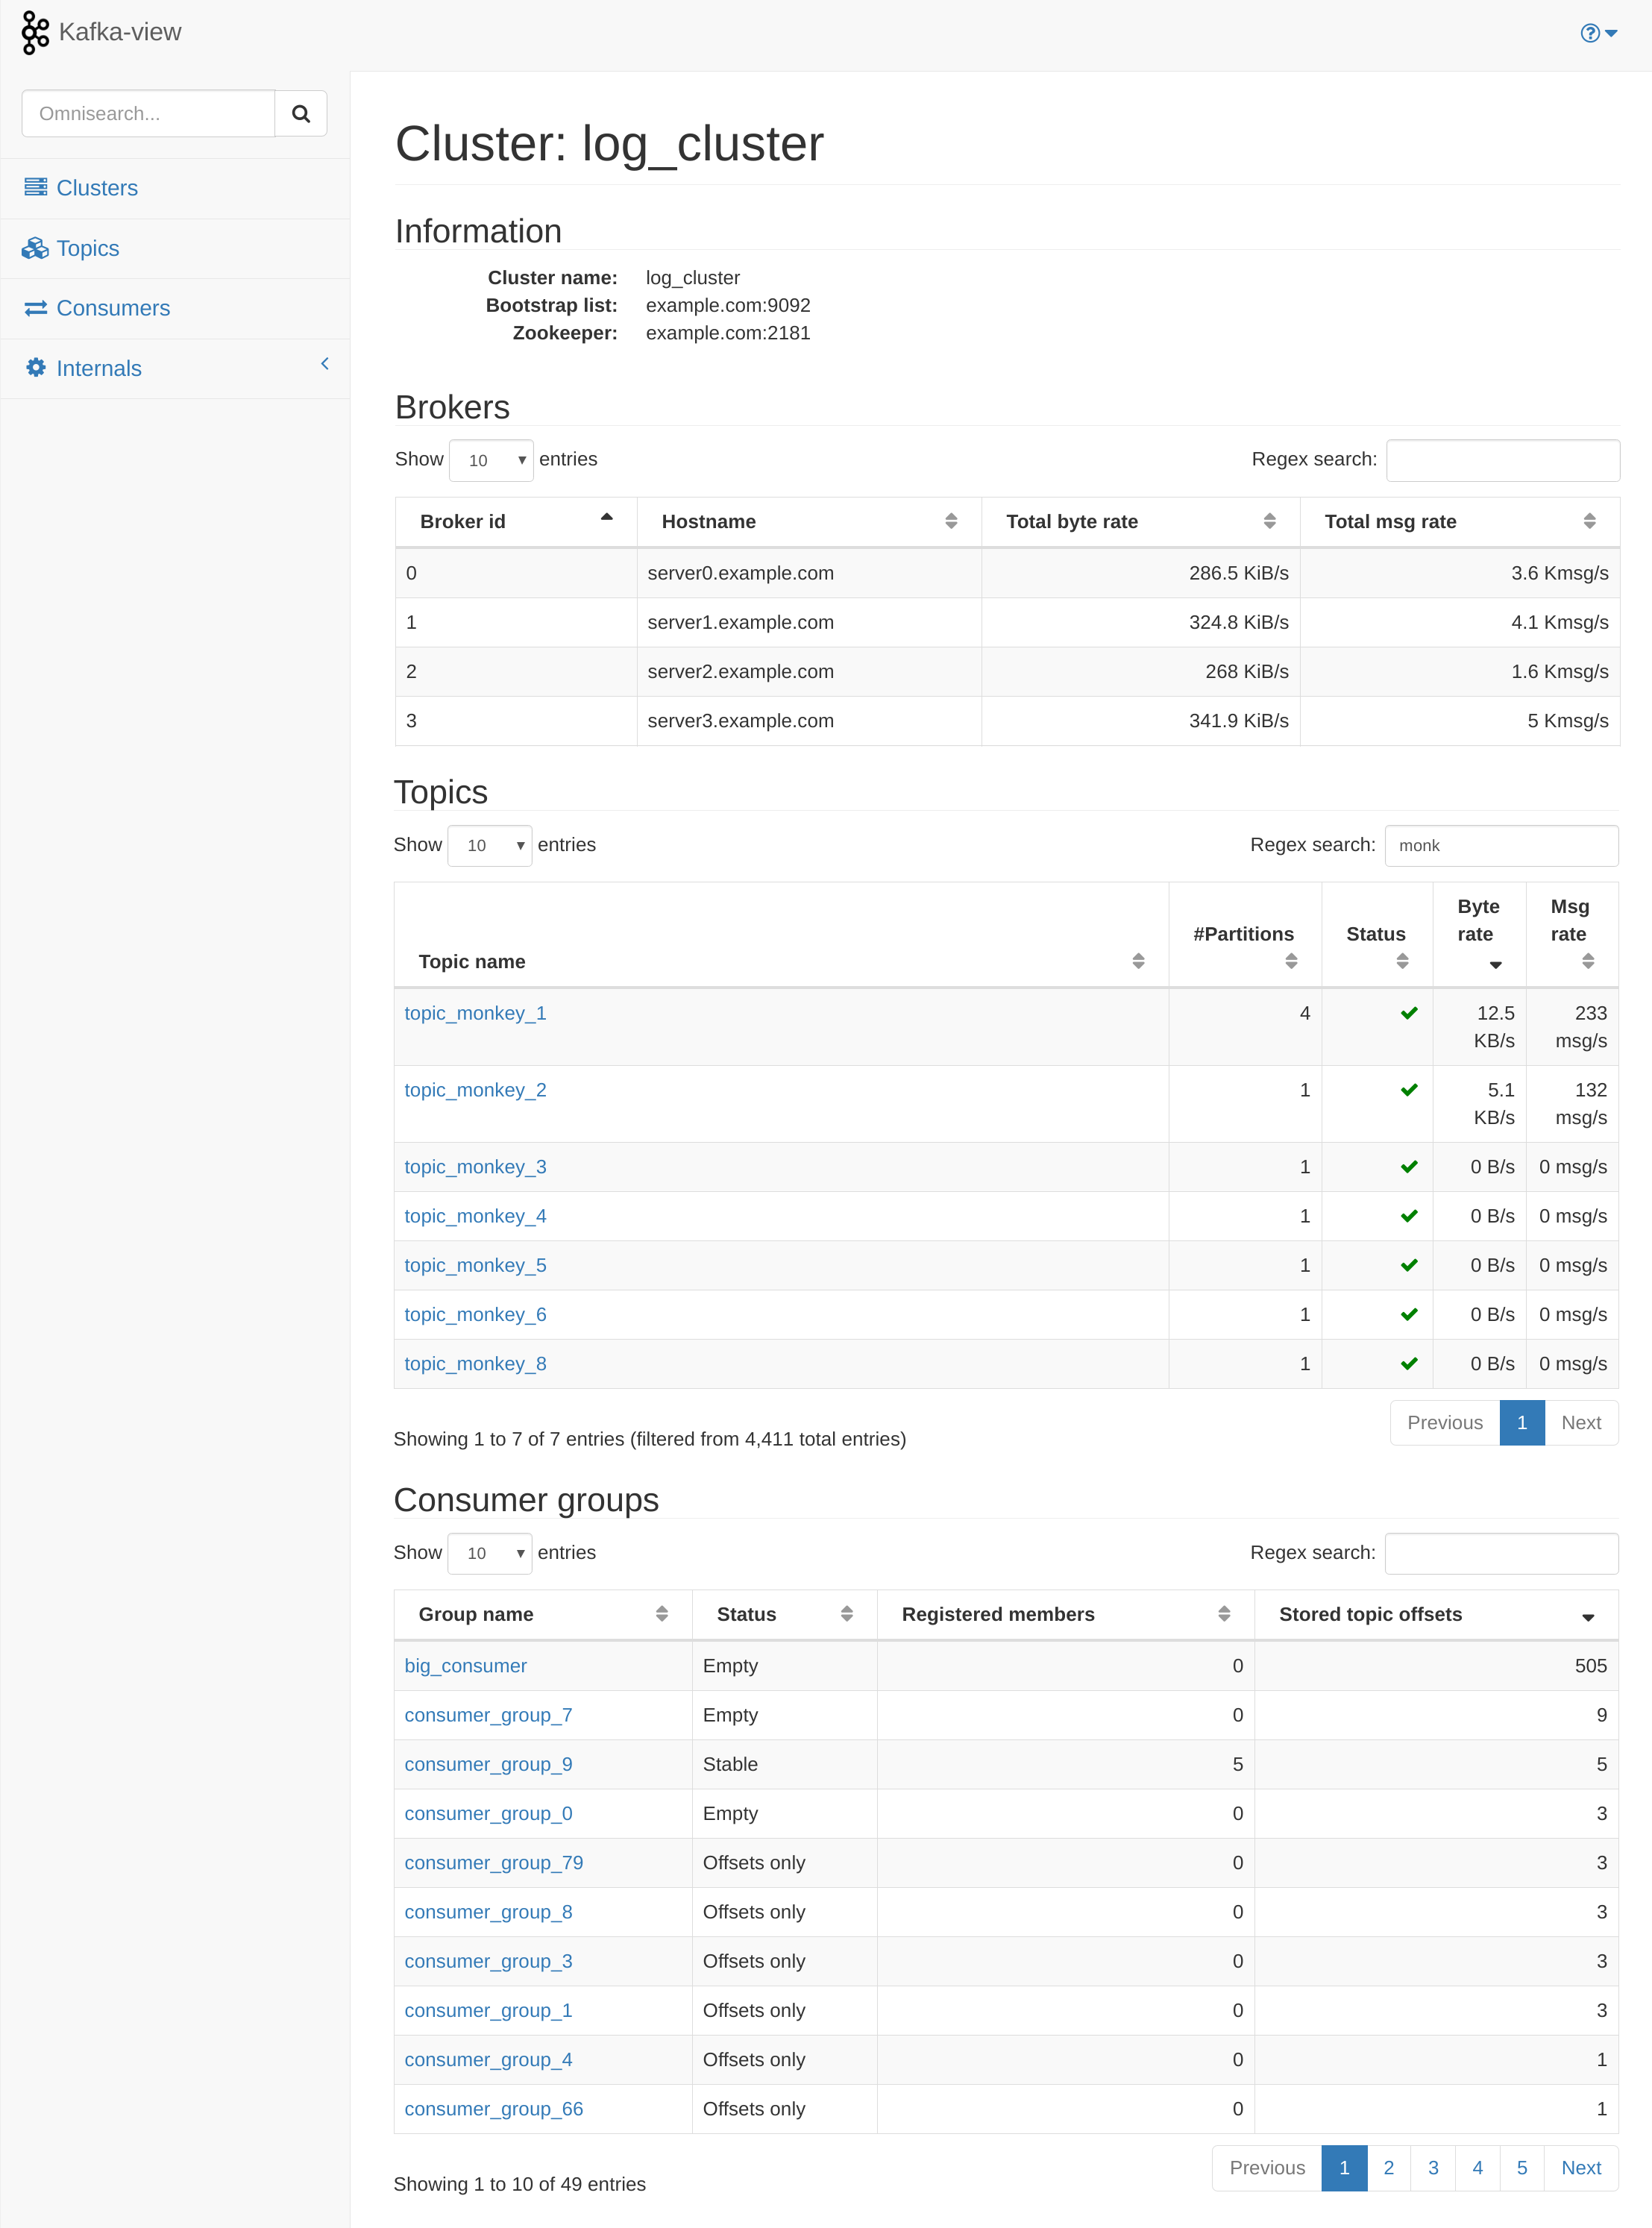 Kafka-view
Omnisearch...
Clusters
Topics
Consumers
Internals
Cluster: log_cluster
Information
Cluster name: log_cluster
Bootstrap list: example.com:9092
Zookeeper: example.com:2181
Brokers
Show 10 entries Regex search:
Broker id Hostname Total byte rate Total msg rate
0 server0.example.com 286.5 KiB/s 3.6 Kmsg/s
1 server1.example.com 324.8 KiB/s 4.1 Kmsg/s
2 server2.example.com 268 KiB/s 1.6 Kmsg/s
3 server3.example.com 341.9 KiB/s 5 Kmsg/s
Topics
Show 10 entries Regex search: monk
Topic name #Partitions Status Byte rate Msg rate
topic_monkey_1 4 12.5 KB/s 233 msg/s
topic_monkey_2 1 5.1 KB/s 132 msg/s
topic_monkey_3 1 0 B/s 0 msg/s
topic_monkey_4 1 0 B/s 0 msg/s
topic_monkey_5 1 0 B/s 0 msg/s
topic_monkey_6 1 0 B/s 0 msg/s
topic_monkey_8 1 0 B/s 0 msg/s
Previous 1 Next
Showing 1 to 7 of 7 entries (filtered from 4,411 total entries)
Consumer groups
Show 10 entries Regex search:
Group name Status Registered members Stored topic offsets
big_consumer Empty 0 505
consumer_group_7 Empty 0 9
consumer_group_9 Stable 5 5
consumer_group_0 Empty 0 3
consumer_group_79 Offsets only 0 3
consumer_group_8 Offsets only 0 3
consumer_group_3 Offsets only 0 3
consumer_group_1 Offsets only 0 3
consumer_group_4 Offsets only 0 1
consumer_group_66 Offsets only 0 1
Previous 1 2 3 4 5 Next
Showing 1 to 10 of 49 entries